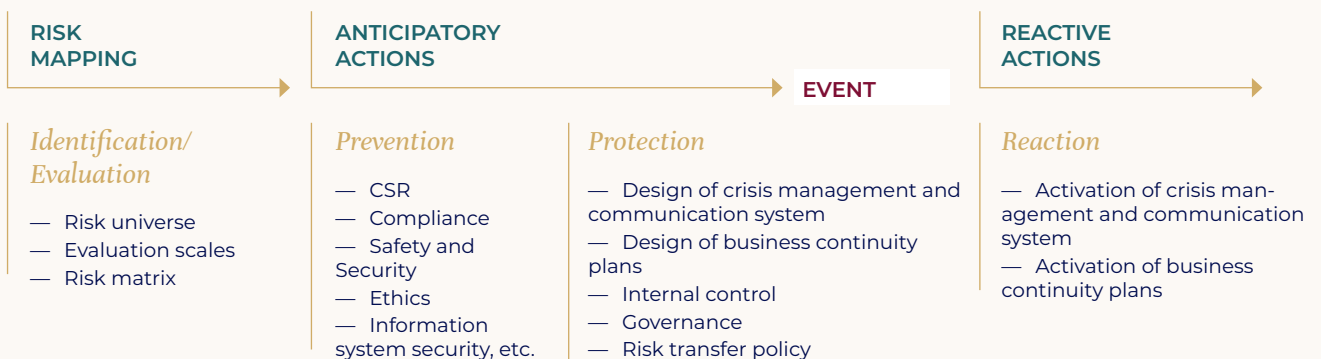 RISK
MAPPING
ANTICIPATORY
ACTIONS
EVENT
REACTIVE
ACTIONS
Identification/
Evaluation
— Risk universe
— Evaluation scales
— Risk matrix
Prevention
— CSR
— Compliance
— Safety and
Security
— Ethics
— Information
system security, etc.
Protection
— Design of crisis management and
communication system
— Design of business continuity
plans
— Internal control
— Governance
— Risk transfer policy
Reaction
— Activation of crisis man-
agement and communication
system
— Activation of business
continuity plans